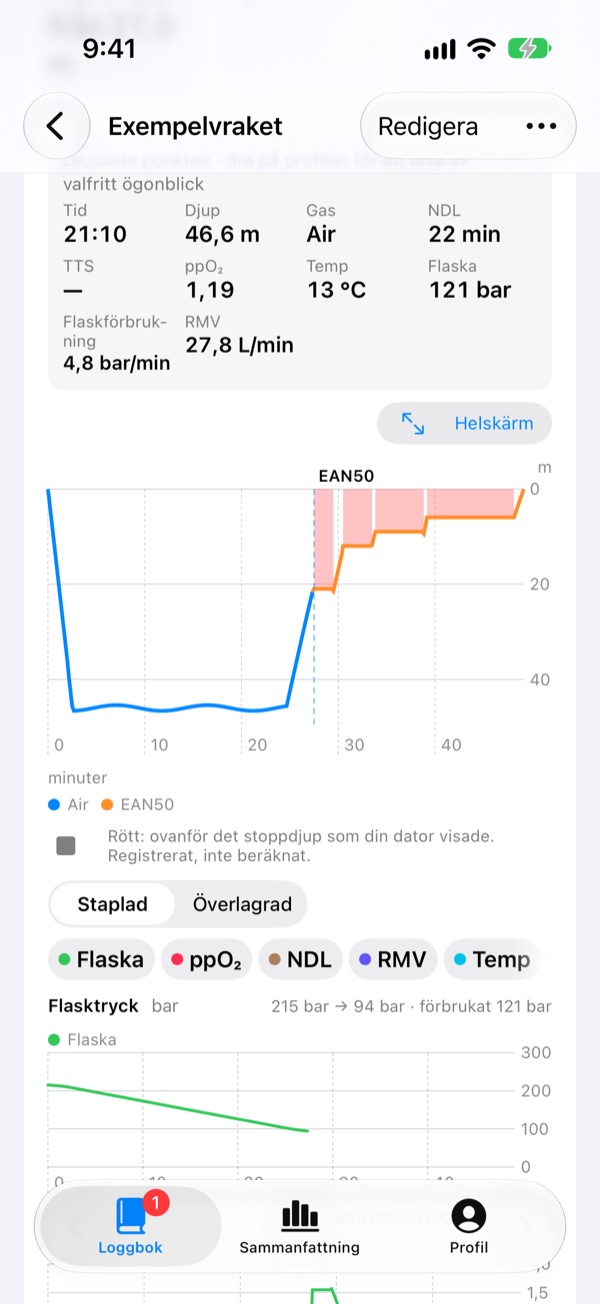 9:41
Exempelvraket
Redigera
valfritt ögonblick
Tid Djup Gas NDL
21:10 46,6 m Air 22 min
TTS ppO₂ Temp Flaska
— 1,19 13 °C 121 bar
Flaskförbruk-
ning
RMV
4,8 bar/min 27,8 L/min
Helskärm
EAN50
m
0
20
40
0 10 20 30 40
minuter
Air EAN50
Rött: ovanför det stoppdjup som din dator visade.
Registrerat, inte beräknat.
Staplad Överlagrad
Flaska ppO₂ NDL RMV Temp
Flasktryck bar 215 bar → 94 bar · förbrukat 121 bar
Flaska
300
200
100
0
1
Loggbok Sammanfattning Profil
1,5